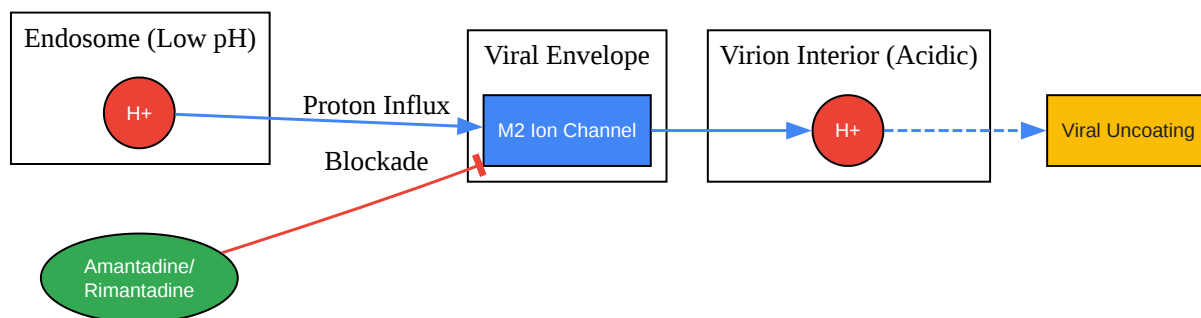 Endosome (Low pH)
H+
Proton Influx
Blockade
Viral Envelope
M2 Ion Channel
Virion Interior (Acidic)
H+
Viral Uncoating
Amantadine/
Rimantadine